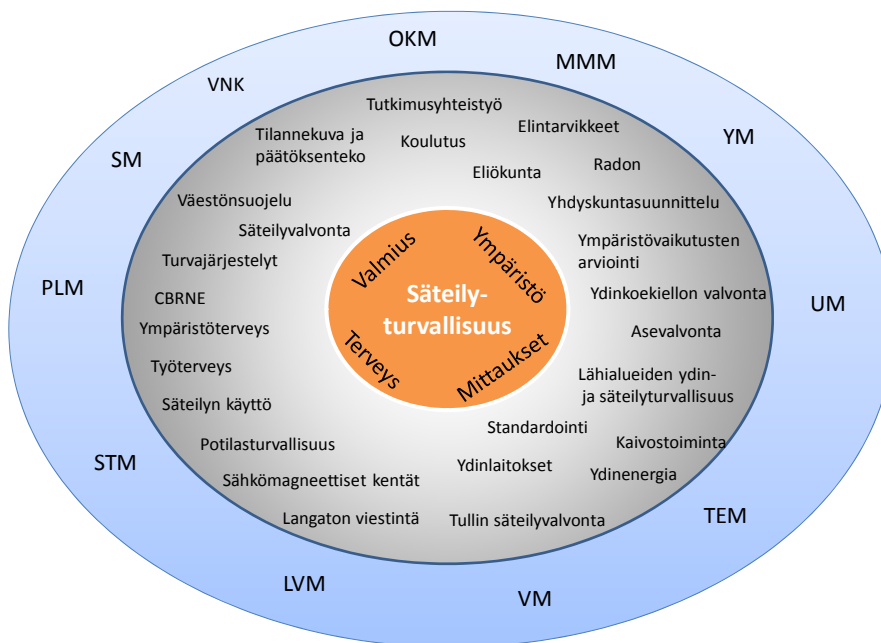 OKM
MMM
VNK
YM
SM
PLM
UM
STM
TEM
LVM
VM
Tutkimusyhteistyö
Tilannekuva ja
päätöksenteko
Koulutus
Elintarvikkeet
Eliökunta
Radon
Väestönsuojelu
Yhdyskuntasuunnittelu
Säteilyvalvonta
Turvajärjestelyt
Ympäristövaikutusten
arviointi
CBRNE
Ydinkoekiellon valvonta
Ympäristöterveys
Asevalvonta
Työterveys
Lähialueiden ydin-
ja säteilyturvallisuus
Säteilyn käyttö
Standardointi
Potilasturvallisuus
Kaivostoiminta
Ydinlaitokset
Sähkömagneettiset kentät
Ydinenergia
Langaton viestintä
Tullin säteilyvalvonta
Valmius
Ympäristö
Säteily-
turvallisuus
Terveys
Mittaukset